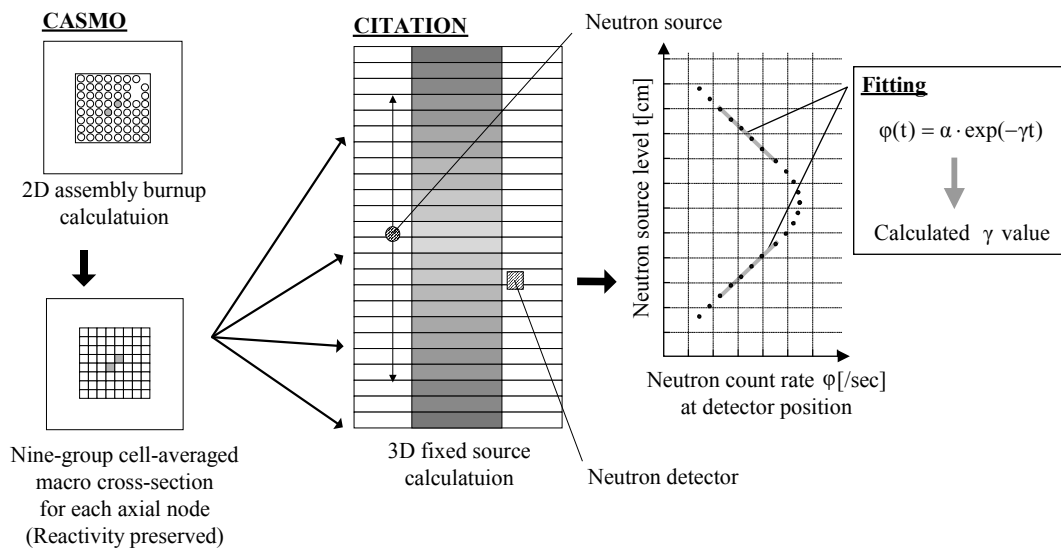 CASMO
2D assembly burnup
calculatuion
Nine-group cell-averaged
macro cross-section
for each axial node
(Reactivity preserved)
CITATION
Neutron source
3D fixed source
calculatuion
Neutron detector
Neutron source level t[cm]
Neutron count rate φ[/sec]
at detector position
Fitting
φ(t) = α · exp(−γt)
Calculated γ value